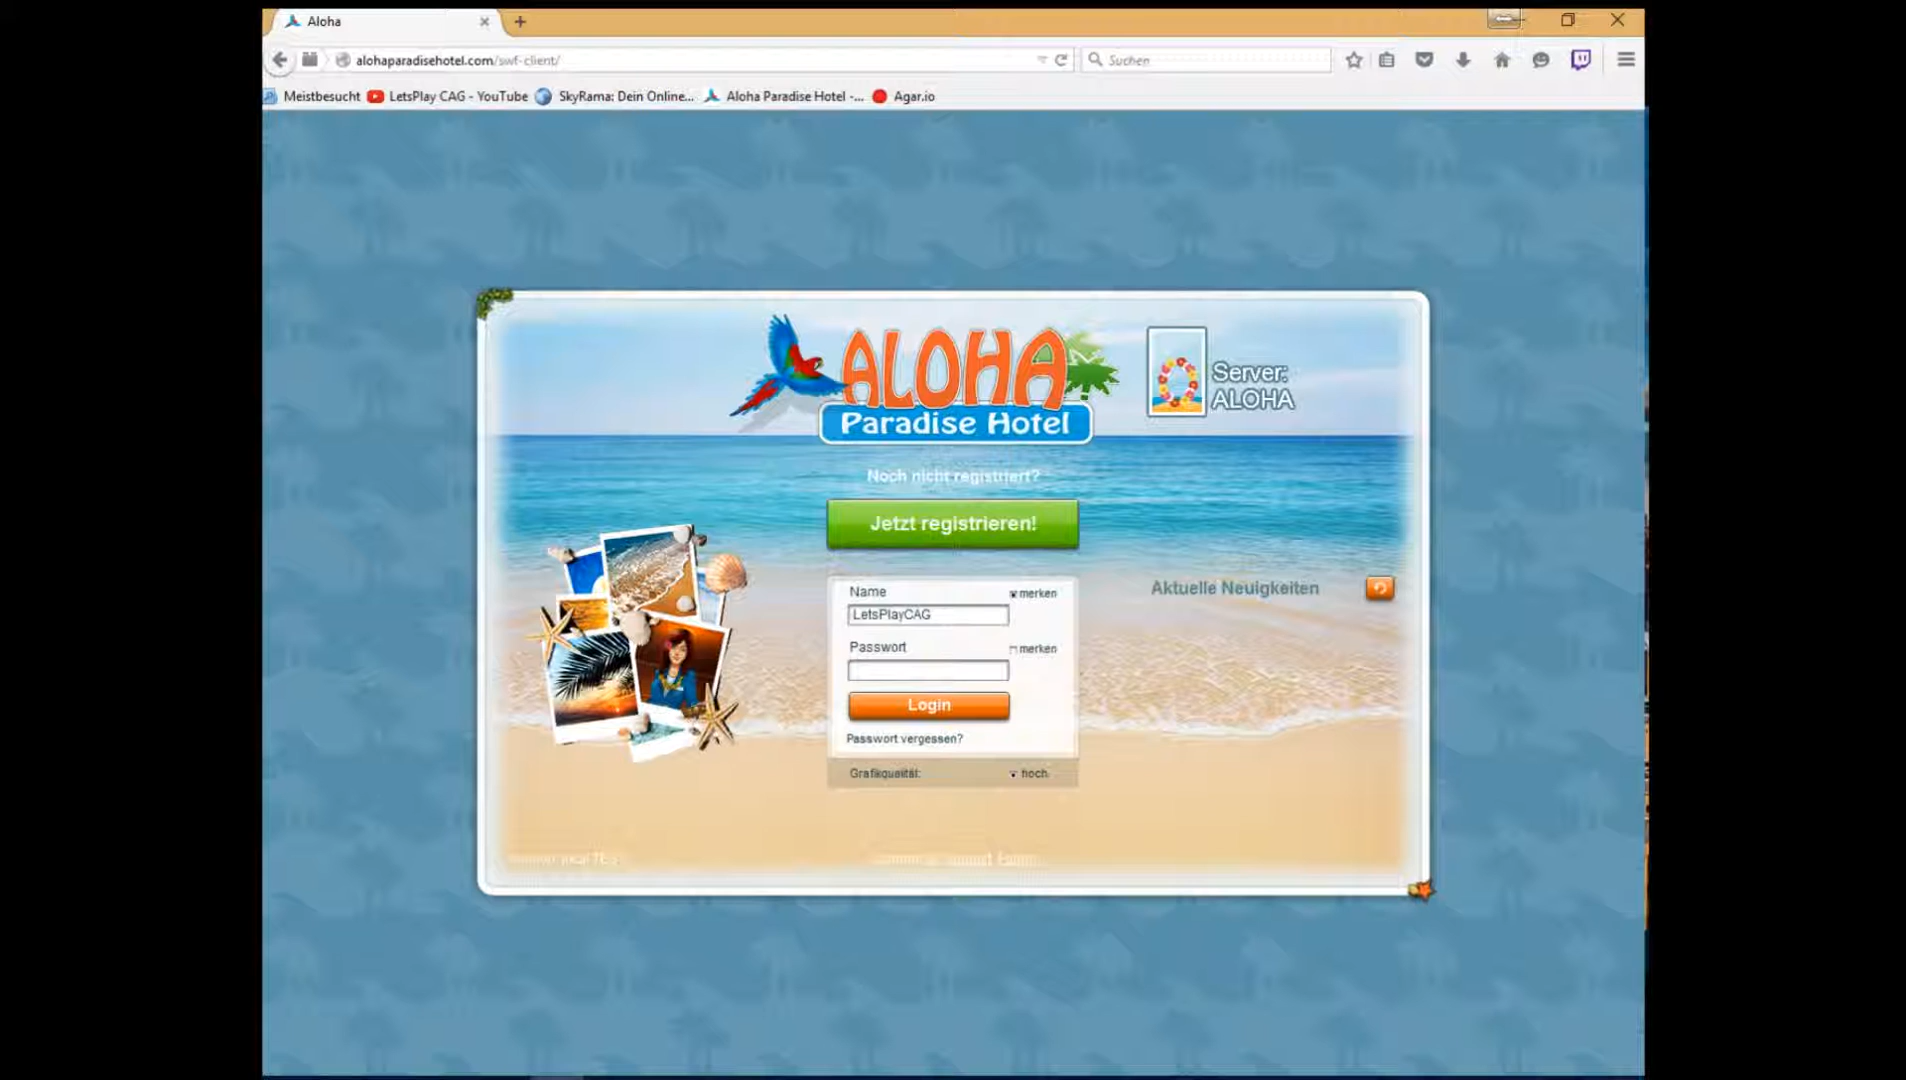 Aloha
alohaparadisehotel.com/swf-client/
Suchen
Meistbesucht LetsPlay CAG - YouTube SkyRama: Dein Online... Aloha Paradise Hotel -... Agar.io
ALOHA
Paradise Hotel
Server:
ALOHA
Noch nicht registriert?
Jetzt registrieren!
Name merken
LetsPlayCAG
Aktuelle Neuigkeiten
Passwort merken
Login
Passwort vergessen?
Grafikqualität: hoch